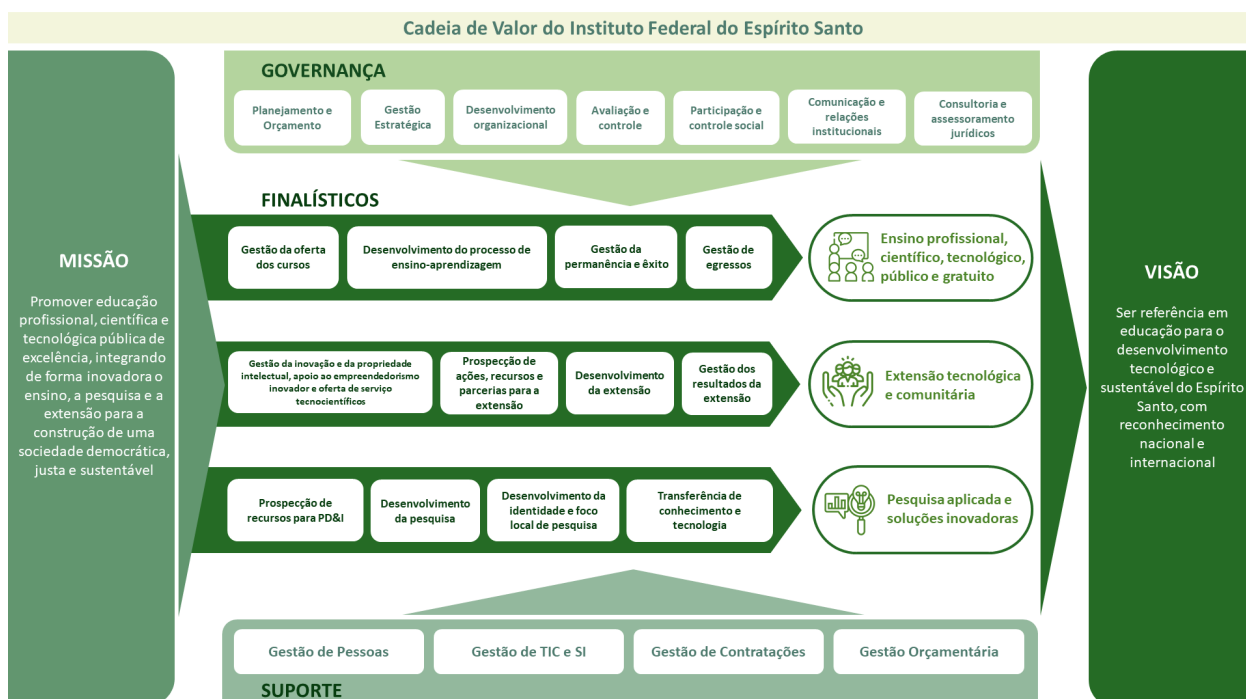 Cadeia de Valor do Instituto Federal do Espírito Santo
MISSÃO
Promover educação
profissional, científica e
tecnológica pública de
excelência, integrando
de forma inovadora o
ensino, a pesquisa e a
extensão para a
construção de uma
sociedade democrática,
justa e sustentável
GOVERNANÇA
Planejamento e
Orçamento
Gestão
Estratégica
Desenvolvimento
organizacional
Avaliação e
controle
Participação e
controle social
Comunicação e
relações
institucionais
Consultoria e
assessoramento
jurídicos
FINALÍSTICOS
Gestão da oferta
dos cursos
Desenvolvimento do processo de
ensino-aprendizagem
Gestão da
permanência e êxito
Gestão de
egressos
Ensino profissional,
científico, tecnológico,
público e gratuito
Gestão da inovação e da propriedade
intelectual, apoio ao empreendedorismo
inovador e oferta de serviço
tecnocientíficos
Prospecção de
ações, recursos e
parcerias para a
extensão
Desenvolvimento
da extensão
Gestão dos
resultados da
extensão
Extensão tecnológica
e comunitária
Prospecção de
recursos para PD&I
Desenvolvimento
da pesquisa
Desenvolvimento da
identidade e foco
local de pesquisa
Transferência de
conhecimento e
tecnologia
Pesquisa aplicada e
soluções inovadoras
Gestão de Pessoas
Gestão de TIC e SI
Gestão de Contratações
Gestão Orçamentária
SUPORTE
VISÃO
Ser referência em
educação para o
desenvolvimento
tecnológico e
sustentável do Espírito
Santo, com
reconhecimento
nacional e
internacional